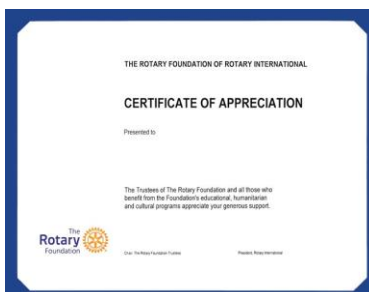 THE ROTARY FOUNDATION OF ROTARY INTERNATIONAL
CERTIFICATE OF APPRECIATION
Presented to
The Trustees of The Rotary Foundation and all those who
benefit from the Foundation's educational, humanitarian
and cultural programs appreciate your generous support.
The
Rotary
Foundation
Chair, The Rotary Foundation Trustees
President, Rotary International